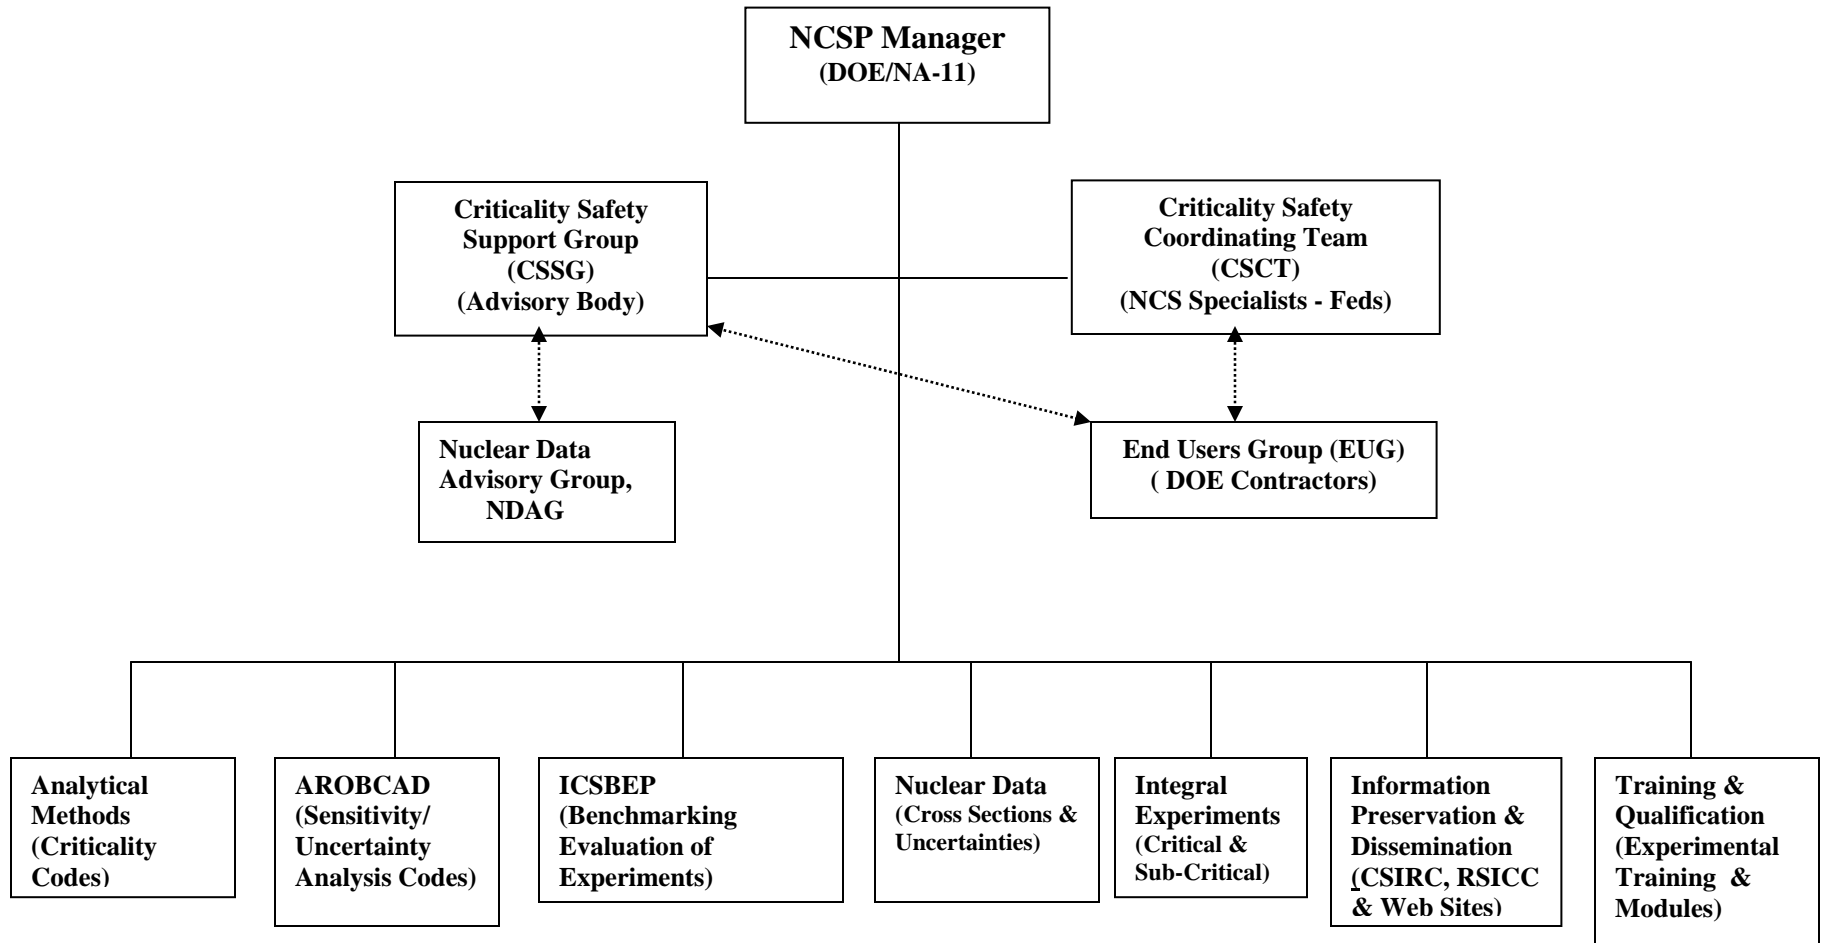 NCSP Manager
(DOE/NA-11)
Criticality Safety
Support Group
(CSSG)
(Advisory Body)
Criticality Safety
Coordinating Team
(CSCT)
(NCS Specialists - Feds)
Nuclear Data
Advisory Group,
NDAG
End Users Group (EUG)
( DOE Contractors)
Analytical
Methods
(Criticality
Codes)
AROBCAD
(Sensitivity/
Uncertainty
Analysis Codes)
ICSBEP
(Benchmarking
Evaluation of
Experiments)
Nuclear Data
(Cross Sections &
Uncertainties)
Integral
Experiments
(Critical &
Sub-Critical)
Information
Preservation &
Dissemination
(CSIRC, RSICC
& Web Sites)
Training &
Qualification
(Experimental
Training &
Modules)